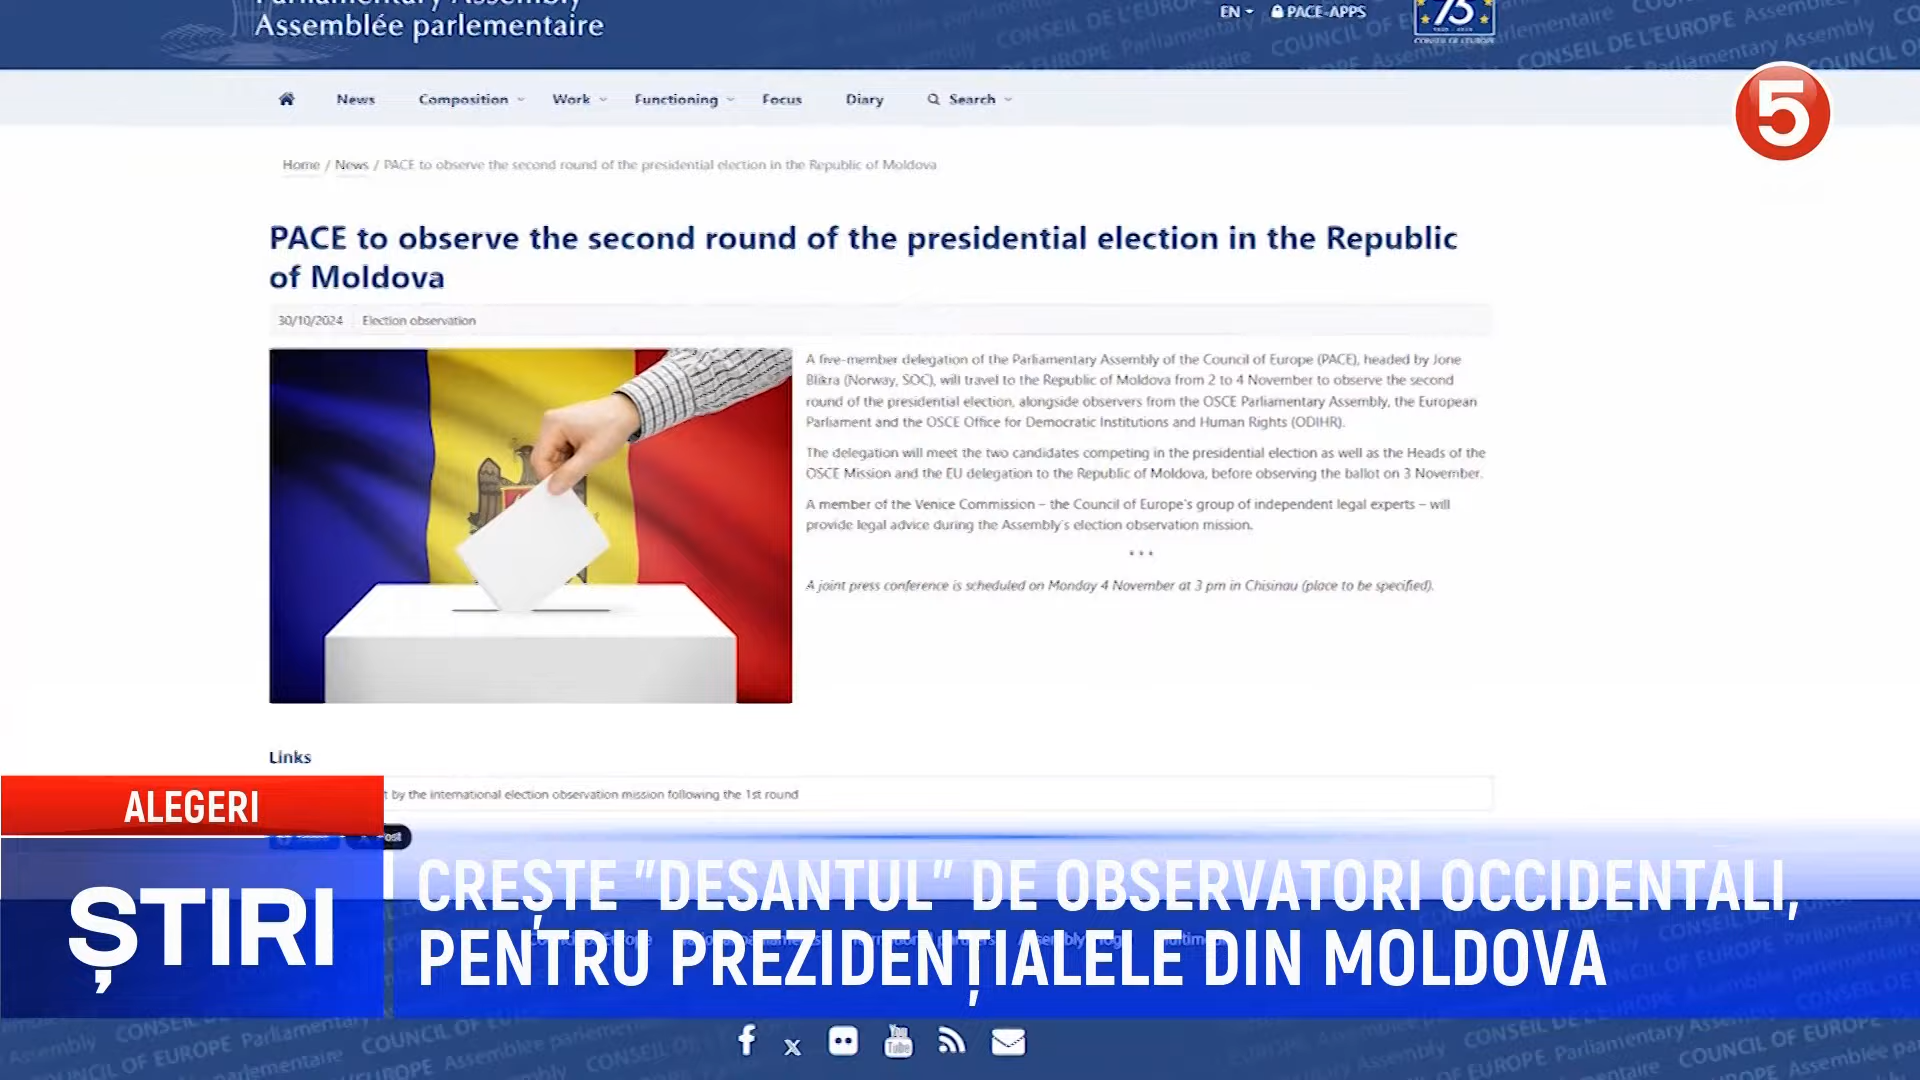 Parliamentary Assembly
Assemblée parlementaire
EN
PACE-APPS
75
5
News
Composition
Work
Functioning
Focus
Diary
Search
Home / News / PACE to observe the second round of the presidential election in the Republic of Moldova
PACE to observe the second round of the presidential election in the Republic
of Moldova
30/10/2024
Election observation
A five-member delegation of the Parliamentary Assembly of the Council of Europe (PACE), headed by Jone
Blikra (Norway, SOC), will travel to the Republic of Moldova from 2 to 4 November to observe the second
round of the presidential election, alongside observers from the OSCE Parliamentary Assembly, the European
Parliament and the OSCE Office for Democratic Institutions and Human Rights (ODIHR).
The delegation will meet the two candidates competing in the presidential election as well as the Heads of the
OSCE Mission and the EU delegation to the Republic of Moldova, before observing the ballot on 3 November.
A member of the Venice Commission – the Council of Europe's group of independent legal experts – will
provide legal advice during the Assembly's election observation mission.
* * *
A joint press conference is scheduled on Monday 4 November at 3 pm in Chisinau (place to be specified).
Links
t by the international election observation mission following the 1st round
ALEGERI
ȘTIRI
CREȘTE "DESANTUL" DE OBSERVATORI OCCIDENTALI,
PENTRU PREZIDENȚIALELE DIN MOLDOVA